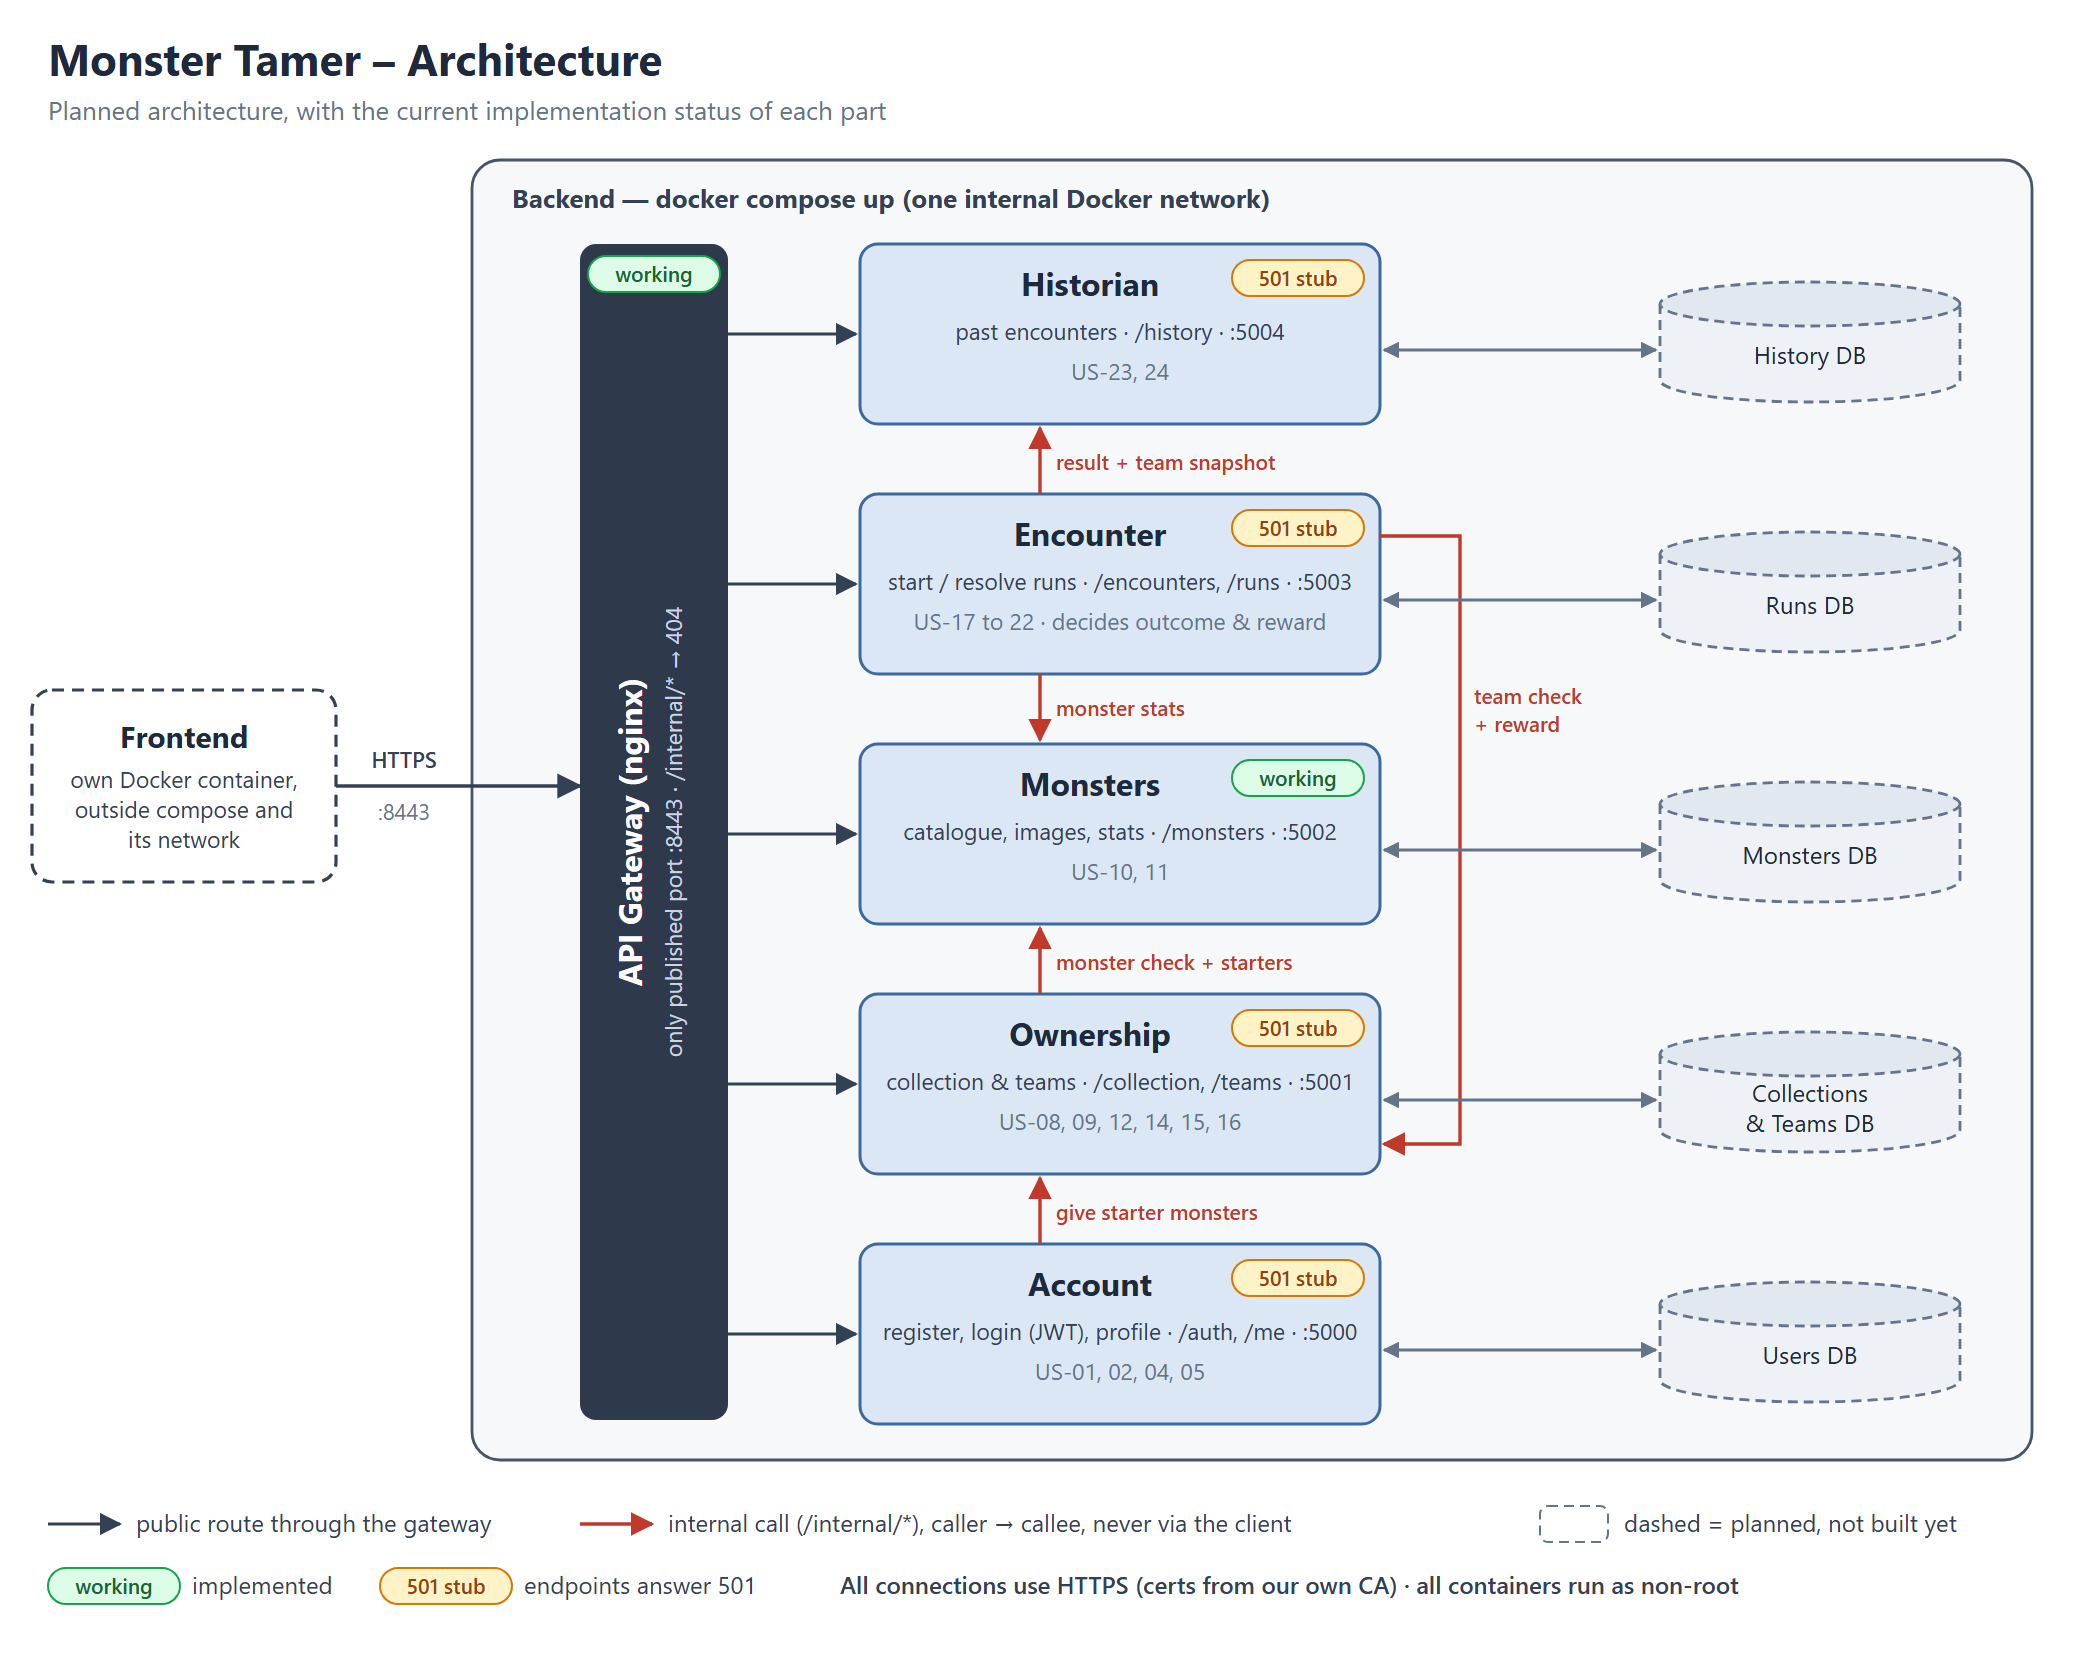 Monster Tamer – Architecture
Planned architecture, with the current implementation status of each part
Backend — docker compose up (one internal Docker network)
working
API Gateway (nginx)
only published port :8443 · /internal/* → 404
Frontend
own Docker container,
outside compose and
its network
HTTPS
:8443
Historian
501 stub
past encounters · /history · :5004
US-23, 24
History DB
result + team snapshot
Encounter
501 stub
start / resolve runs · /encounters, /runs · :5003
US-17 to 22 · decides outcome & reward
Runs DB
monster stats
team check
+ reward
Monsters
working
catalogue, images, stats · /monsters · :5002
US-10, 11
Monsters DB
monster check + starters
Ownership
501 stub
collection & teams · /collection, /teams · :5001
US-08, 09, 12, 14, 15, 16
Collections
& Teams DB
give starter monsters
Account
501 stub
register, login (JWT), profile · /auth, /me · :5000
US-01, 02, 04, 05
Users DB
public route through the gateway
internal call (/internal/*), caller → callee, never via the client
dashed = planned, not built yet
working
implemented
501 stub
endpoints answer 501
All connections use HTTPS (certs from our own CA) · all containers run as non-root